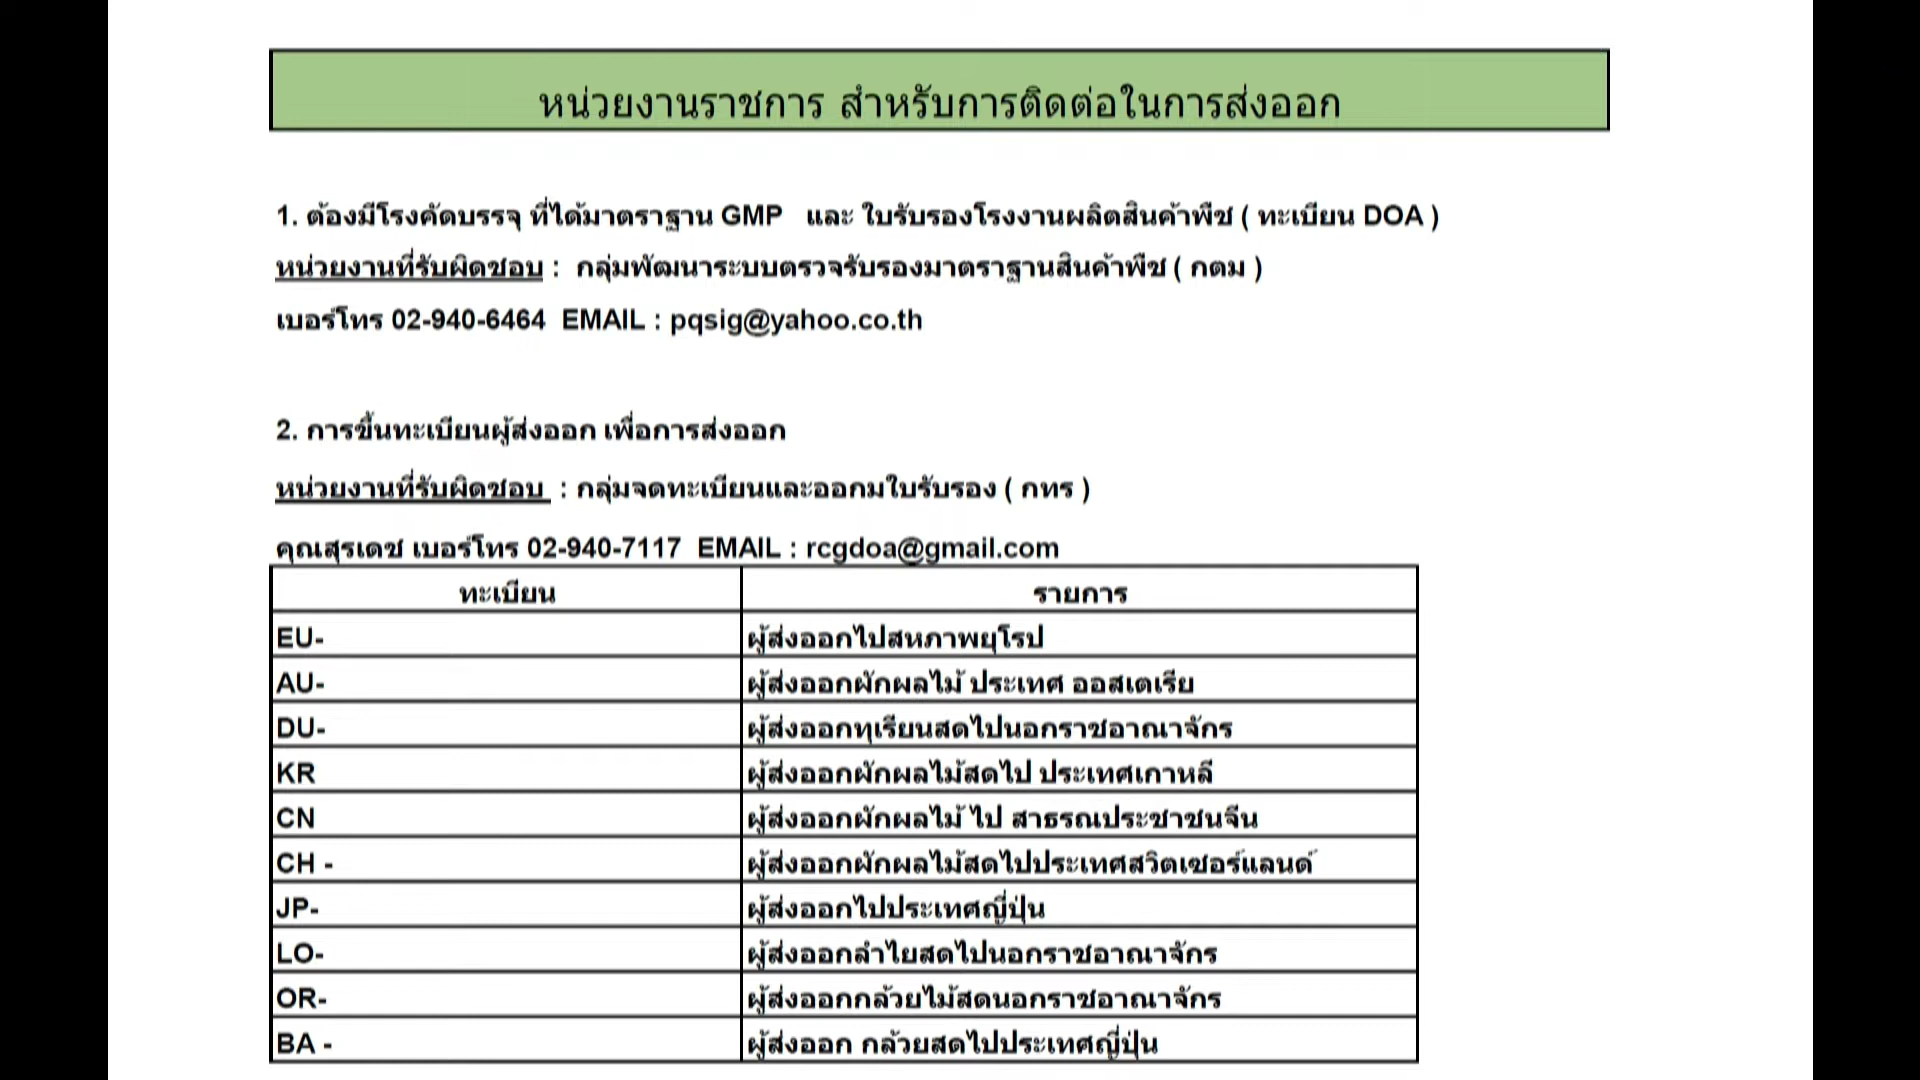 หน่วยงานราชการ สำหรับการติดต่อในการส่งออก
1. ต้องมีโรงคัดบรรจุ ที่ได้มาตราฐาน GMP และ ใบรับรองโรงงานผลิตสินค้าพืช ( ทะเบียน DOA )
หน่วยงานที่รับผิดชอบ : กลุ่มพัฒนาระบบตรวจรับรองมาตราฐานสินค้าพืช ( กตม )
เบอร์โทร 02-940-6464 EMAIL : pqsig@yahoo.co.th
2. การขึ้นทะเบียนผู้ส่งออก เพื่อการส่งออก
หน่วยงานที่รับผิดชอบ : กลุ่มจดทะเบียนและออกมใบรับรอง ( กทร )
คุณสุรเดช เบอร์โทร 02-940-7117 EMAIL : rcgdoa@gmail.com
ทะเบียน รายการ
EU- ผู้ส่งออกไปสหภาพยุโรป
AU- ผู้ส่งออกผักผลไม้ ประเทศ ออสเตเรีย
DU- ผู้ส่งออกทุเรียนสดไปนอกราชอาณาจักร
KR ผู้ส่งออกผักผลไม้สดไป ประเทศเกาหลี
CN ผู้ส่งออกผักผลไม้ ไป สาธรณประชาชนจีน
CH - ผู้ส่งออกผักผลไม้สดไปประเทศสวิตเซอร์แลนด์
JP- ผู้ส่งออกไปประเทศญี่ปุ่น
LO- ผู้ส่งออกลำไยสดไปนอกราชอาณาจักร
OR- ผู้ส่งออกกล้วยไม้สดนอกราชอาณาจักร
BA - ผู้ส่งออก กล้วยสดไปประเทศญี่ปุ่น